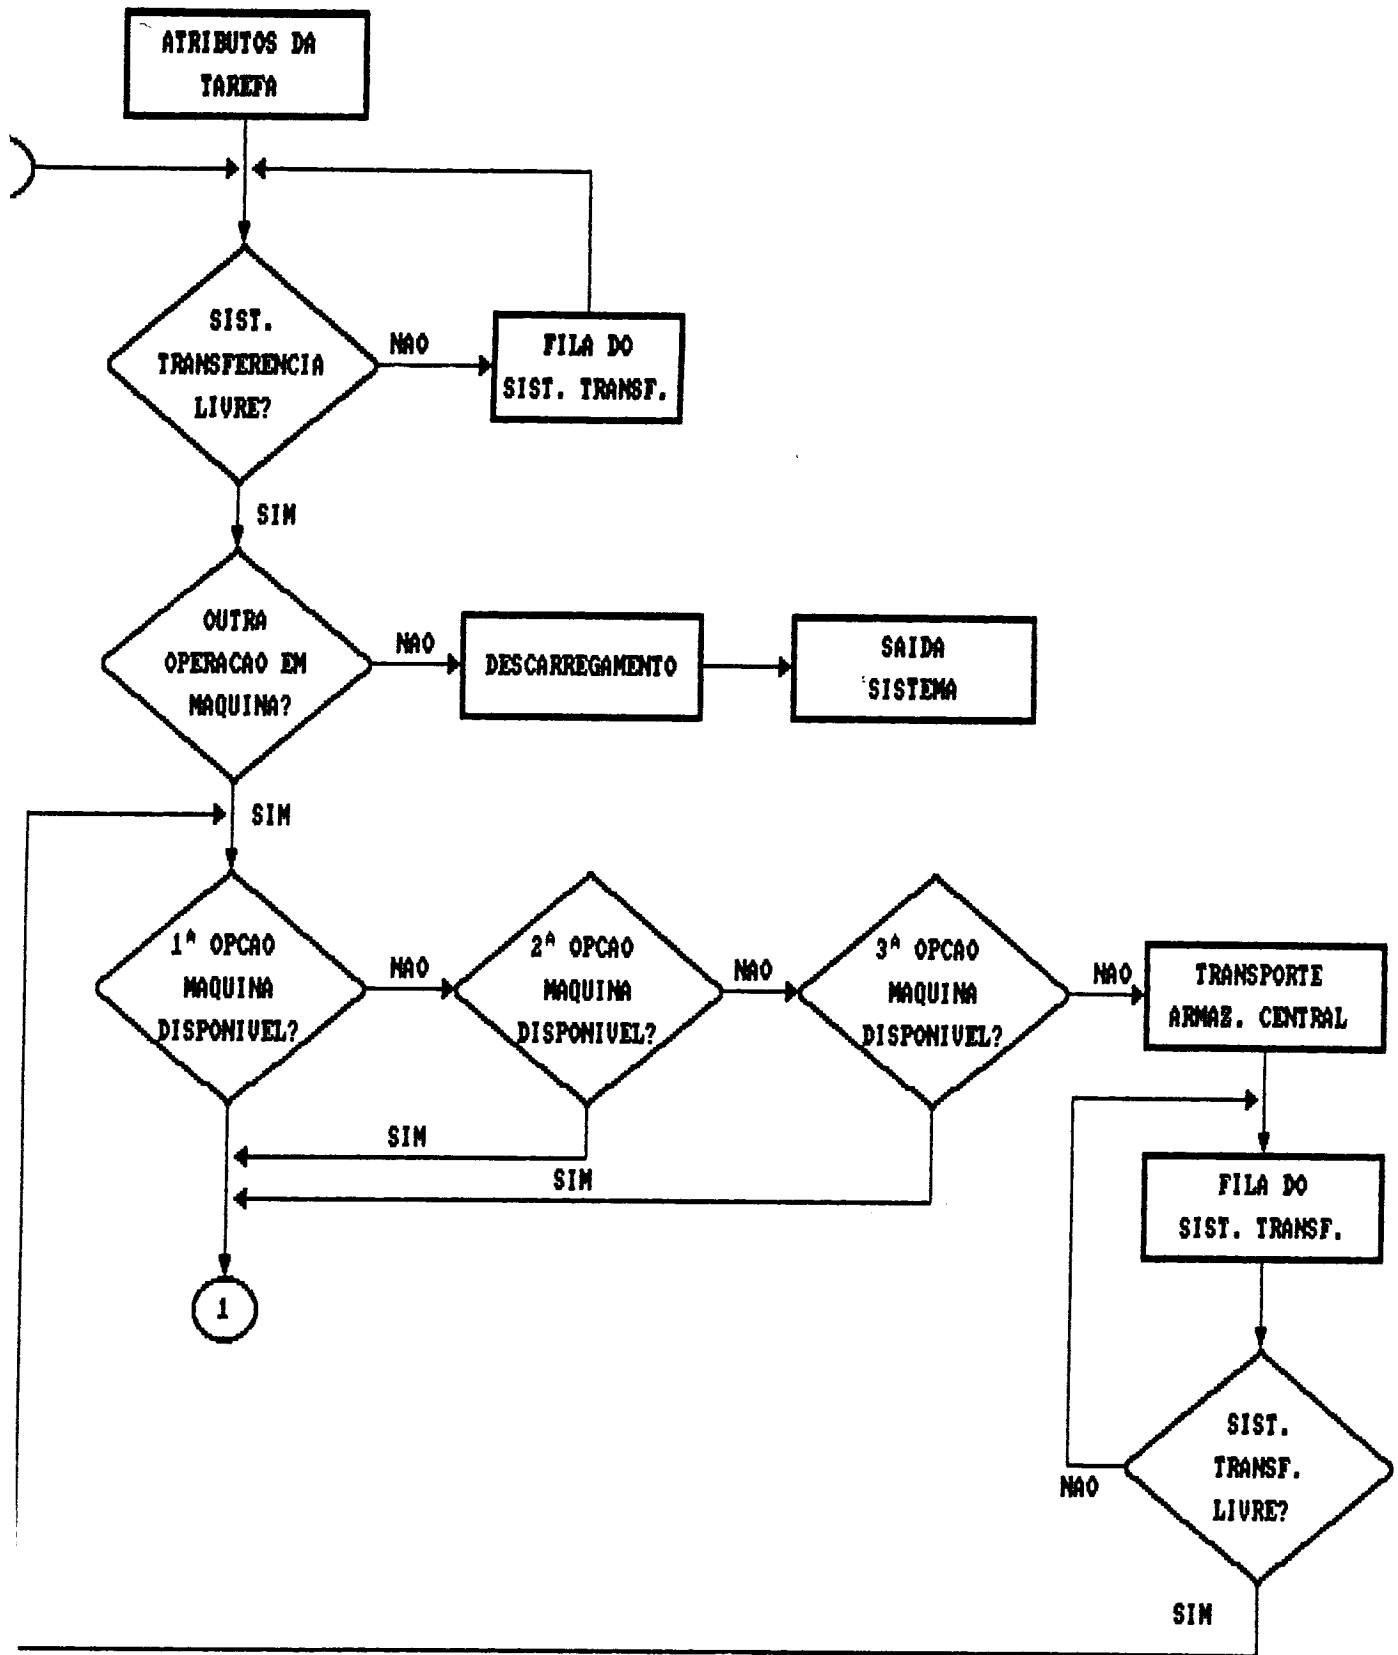 ATRIBUTOS DA
TAREFA
SIST.
TRANSFERENCIA
LIVRE?
NAO
FILA DO
SIST. TRANSF.
SIM
OUTRA
OPERACAO EM
MAQUINA?
NAO
DESCARREGAMENTO
SAIDA
SISTEMA
SIM
1ª OPCAO
MAQUINA
DISPONIVEL?
NAO
2ª OPCAO
MAQUINA
DISPONIVEL?
NAO
3ª OPCAO
MAQUINA
DISPONIVEL?
NAO
TRANSPORTE
ARMAZ. CENTRAL
SIM
SIM
FILA DO
SIST. TRANSF.
1
SIST.
TRANSF.
LIVRE?
NAO
SIM